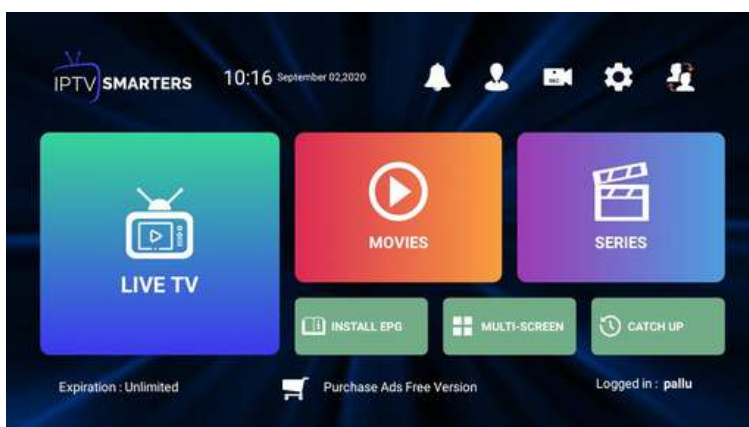 IPTV SMARTERS
10:16 September 02,2020
REC
LIVE TV
MOVIES
SERIES
INSTALL EPG
MULTI-SCREEN
CATCH UP
Expiration : Unlimited
Purchase Ads Free Version
Logged in : pallu